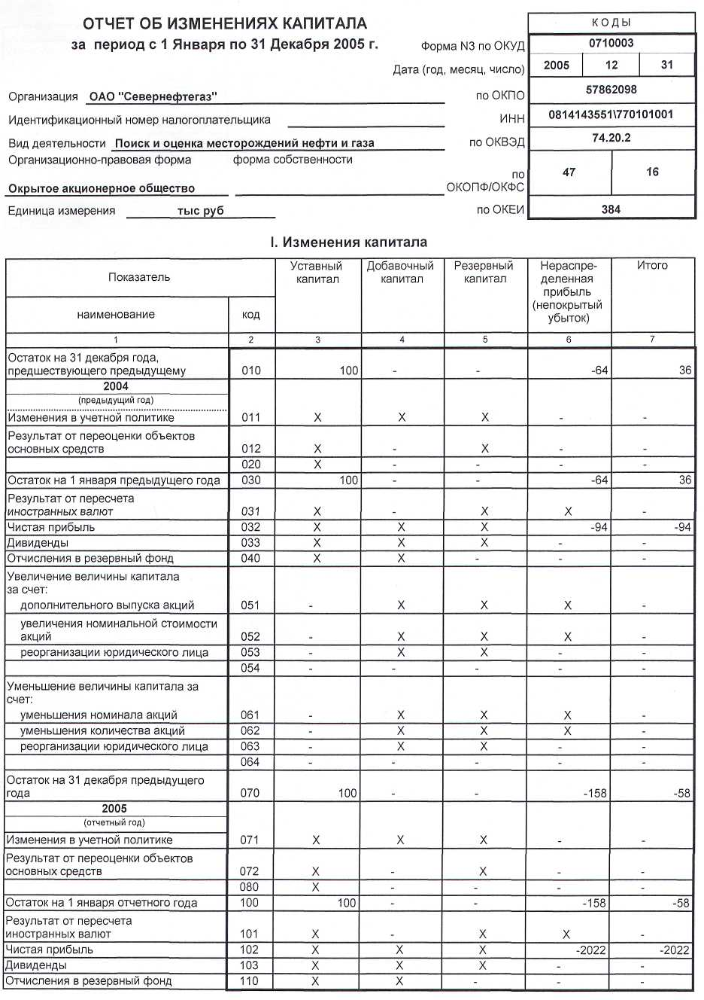 ОТЧЕТ ОБ ИЗМЕНЕНИЯХ КАПИТАЛА
за период с 1 Января по 31 Декабря 2005 г.
К О Д Ы
Форма N3 по ОКУД 0710003
Дата (год, месяц, число) 2005 12 31
Организация ОАО "Севернефтегаз" по ОКПО 57862098
Идентификационный номер налогоплательщика ИНН 0814143551\770101001
Вид деятельности Поиск и оценка месторождений нефти и газа по ОКВЭД 74.20.2
Организационно-правовая форма форма собственности
Окрытое акционерное общество по ОКОПФ/ОКФС 47 16
Единица измерения тыс руб по ОКЕИ 384
I. Изменения капитала
Показатель Уставный капитал Добавочный капитал Резервный капитал Нераспре-деленная прибыль (непокрытый убыток) Итого
наименование код
1 2 3 4 5 6 7
Остаток на 31 декабря года,
предшествующего предыдущему 010 100 - - -64 36
2004
(предыдущий год)
Изменения в учетной политике 011 X X X - -
Результат от переоценки объектов
основных средств 012 X - X - -
020 X - - - -
Остаток на 1 января предыдущего года 030 100 - - -64 36
Результат от пересчета
иностранных валют 031 X - X X -
Чистая прибыль 032 X X X -94 -94
Дивиденды 033 X X X - -
Отчисления в резервный фонд 040 X X - - -
Увеличение величины капитала
за счет:
дополнительного выпуска акций 051 - X X X -
увеличения номинальной стоимости
акций 052 - X X X -
реорганизации юридического лица 053 - X X - -
054 - - - - -
Уменьшение величины капитала за
счет:
уменьшения номинала акций 061 - X X X -
уменьшения количества акций 062 - X X X -
реорганизации юридического лица 063 - X X - -
064 - - - - -
Остаток на 31 декабря предыдущего
года 070 100 - - -158 -58
2005
(отчетный год)
Изменения в учетной политике 071 X X X - -
Результат от переоценки объектов
основных средств 072 X - X - -
080 X - - - -
Остаток на 1 января отчетного года 100 100 - - -158 -58
Результат от пересчета
иностранных валют 101 X - X X -
Чистая прибыль 102 X X X -2022 -2022
Дивиденды 103 X X X - -
Отчисления в резервный фонд 110 X X - - -